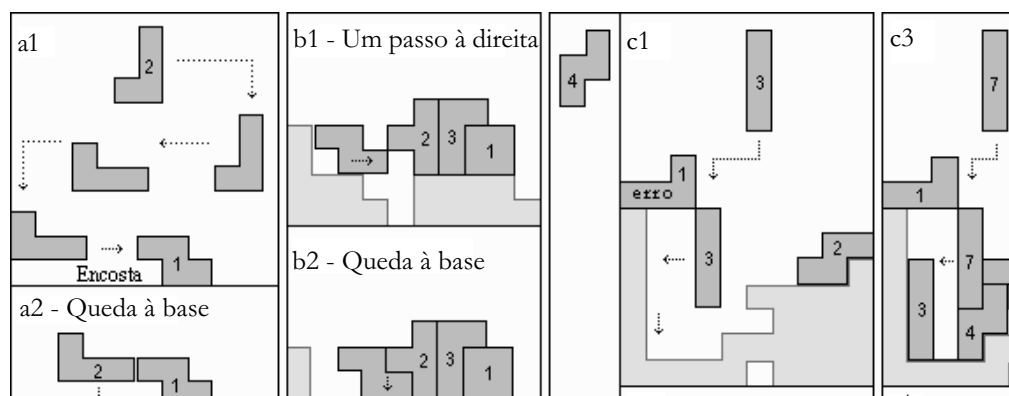 a1
2
Encosta
1
a2 - Queda à base
2
1
b1 - Um passo à direita
2
3
1
b2 - Queda à base
2
3
1
4
c1
3
1
erro
3
2
c3
7
1
7
3
4